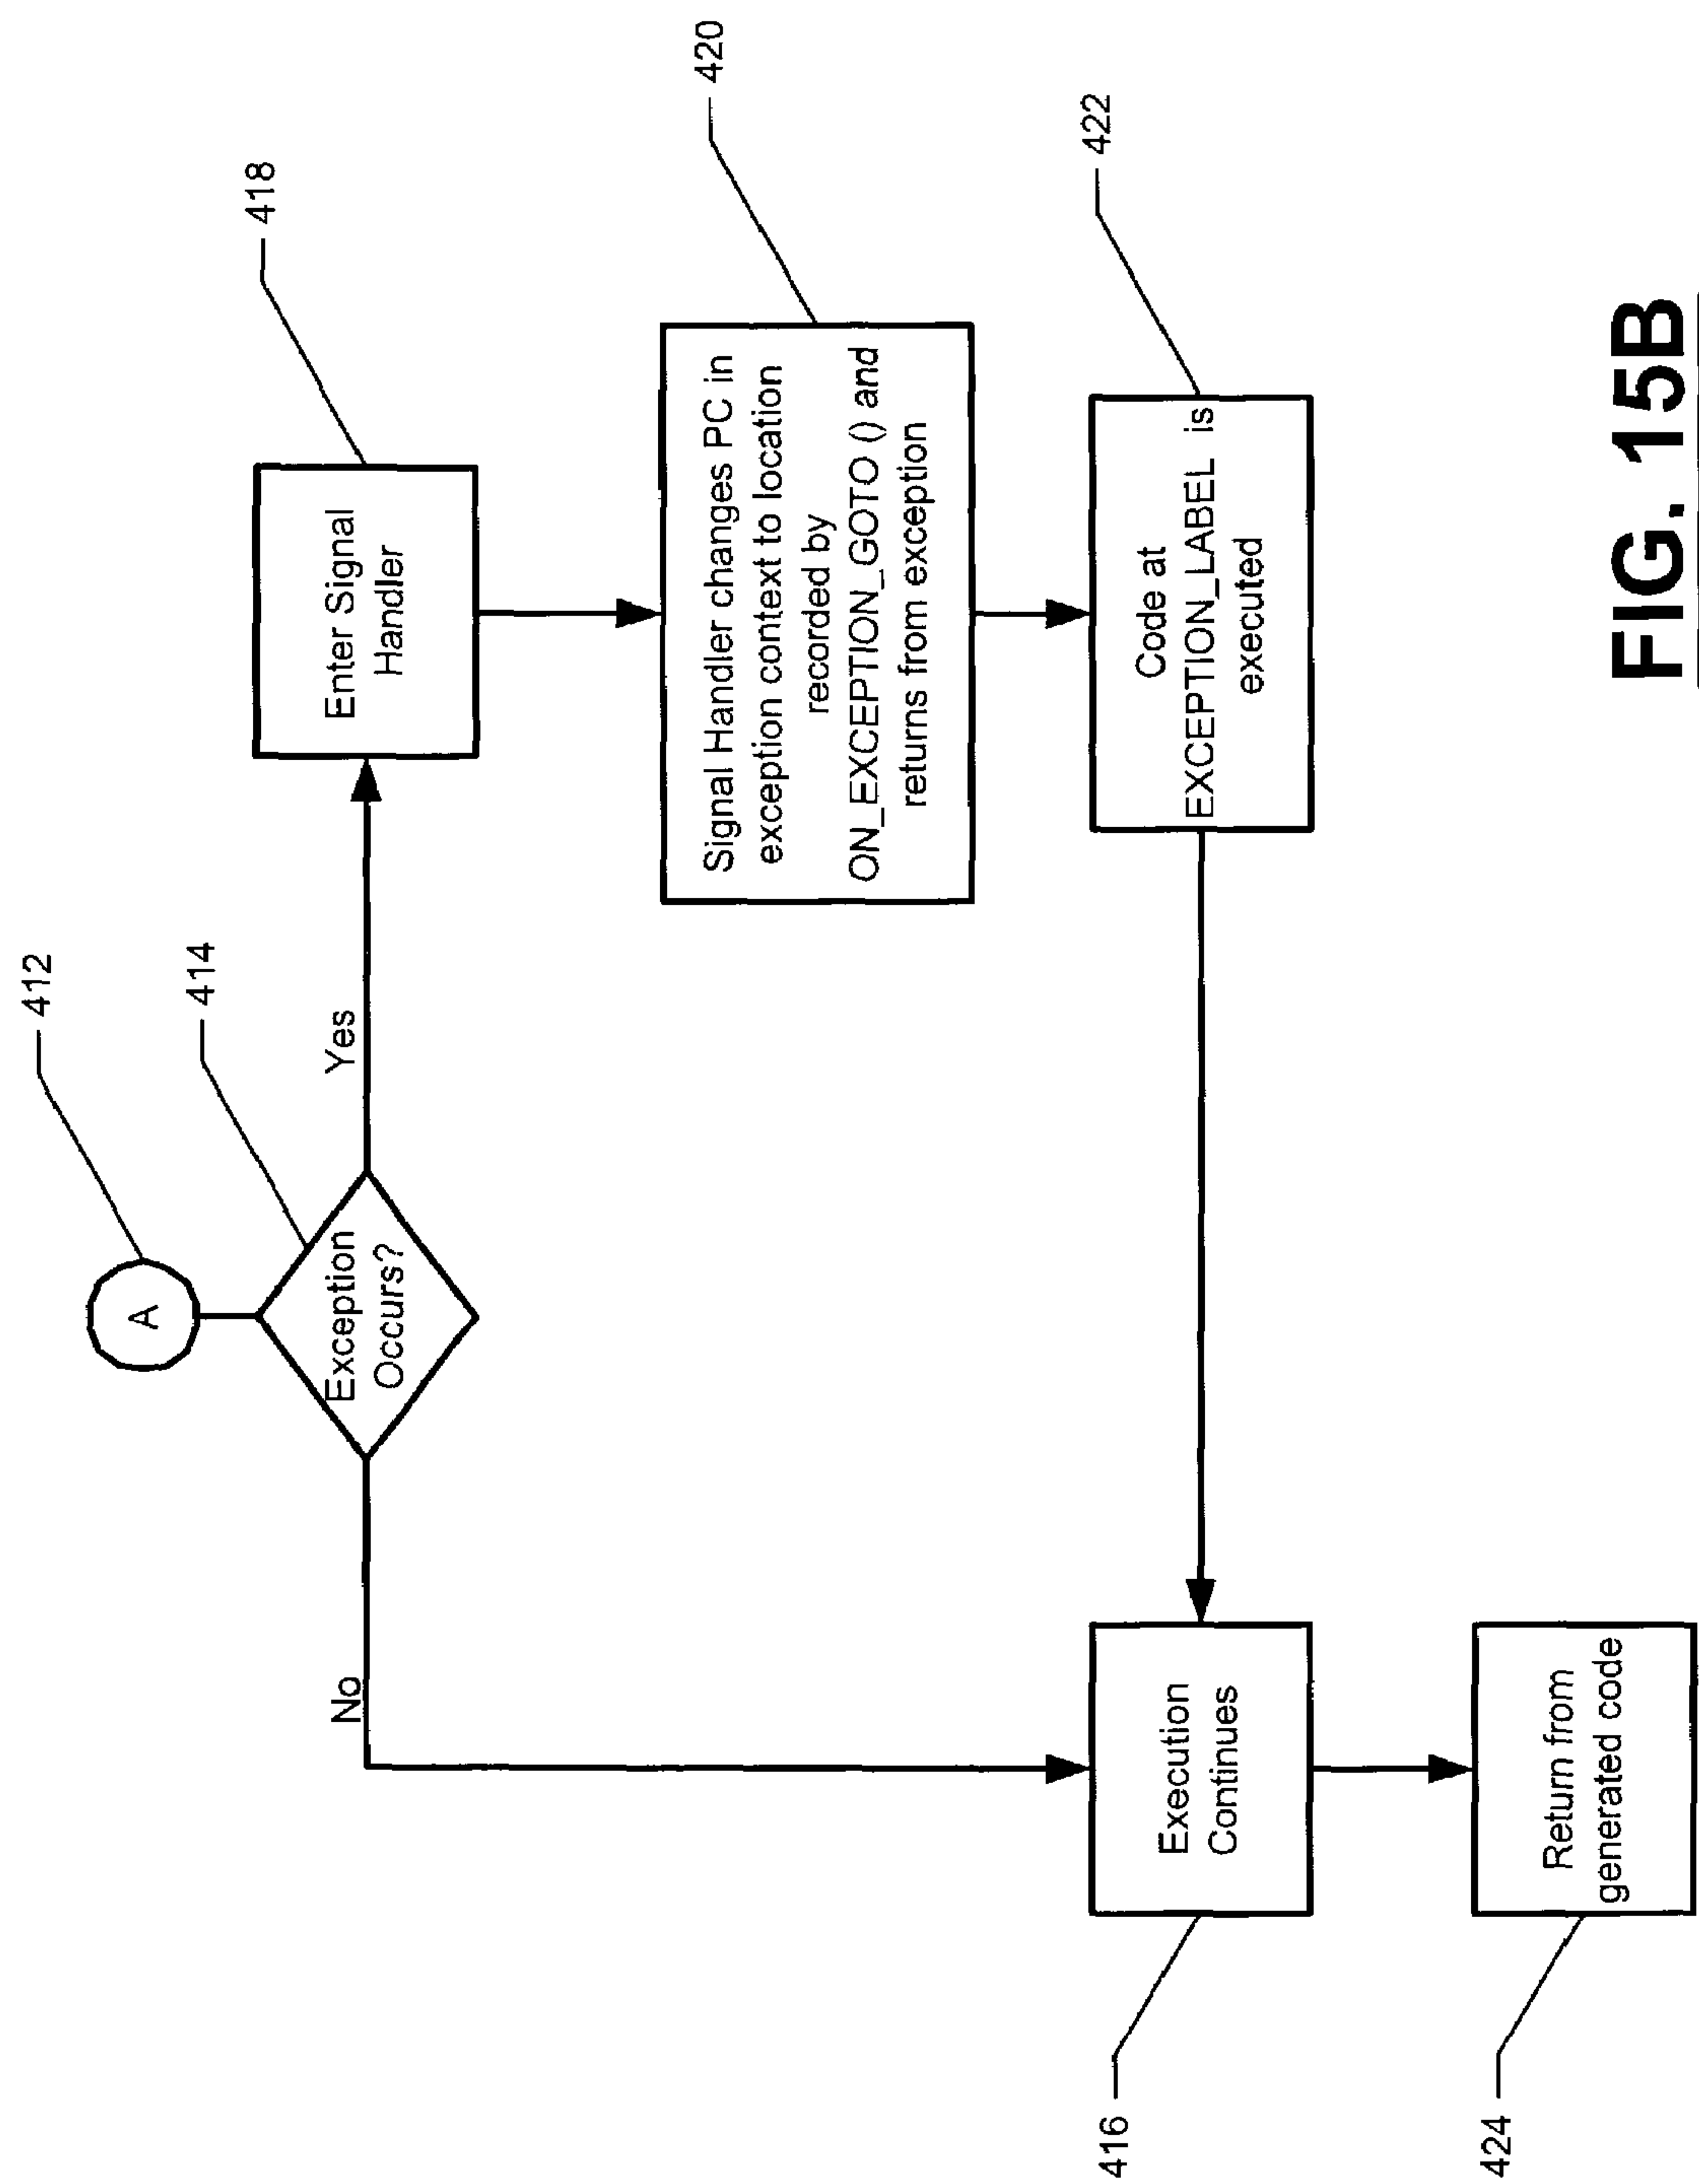 412
A
414
Exception
Occurs?
No
Yes
418
Enter Signal
Handler
420
Signal Handler changes PC in
exception context to location
recorded by
ON_EXCEPTION_GOTO () and
returns from exception
422
Code at
EXCEPTION_LABEL is
executed
416
Execution
Continues
424
Return from
generated code
FIG. 15B